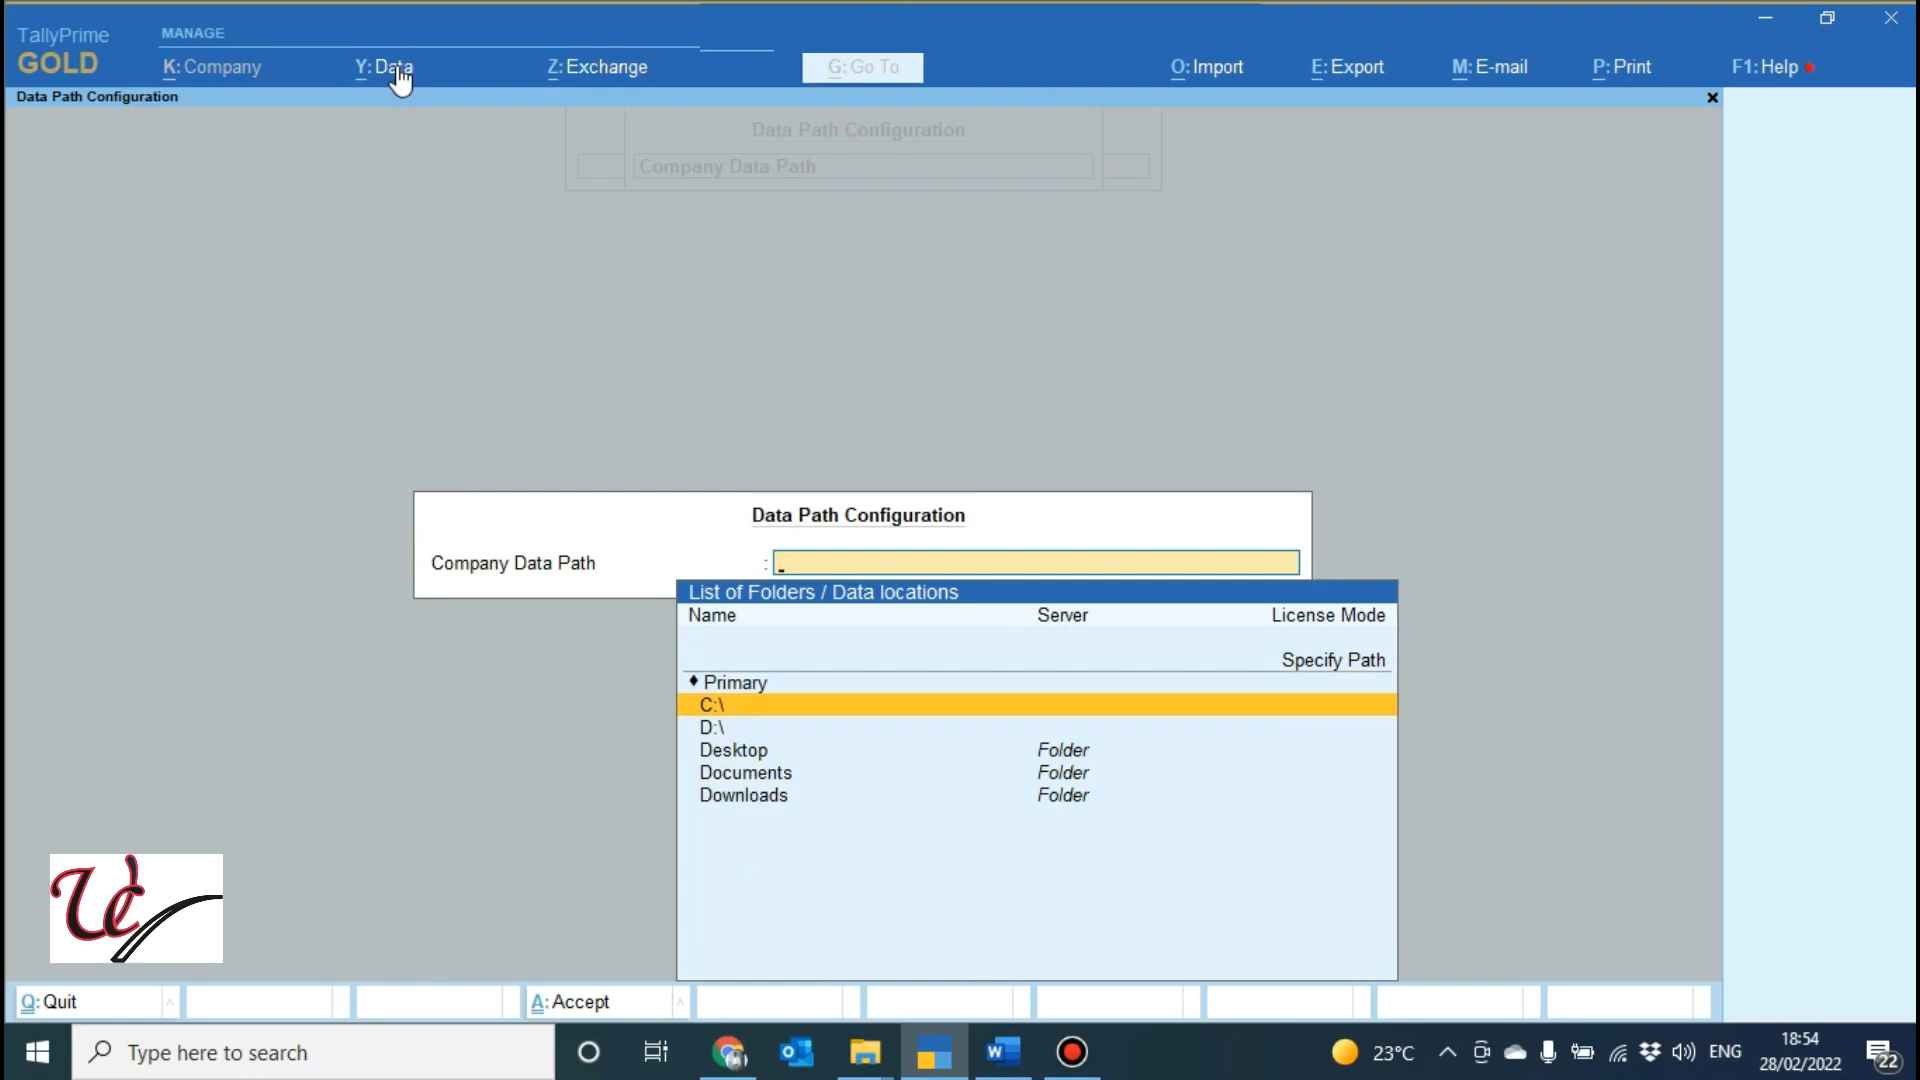 TallyPrime
GOLD
MANAGE
K: Company
Y: Data
Z: Exchange
G: Go To
O: Import
E: Export
M: E-mail
P: Print
F1: Help
Data Path Configuration
Data Path Configuration
Company Data Path
Data Path Configuration
Company Data Path :
List of Folders / Data locations
Name Server License Mode
Specify Path
♦ Primary
C:\
D:\
Desktop Folder
Documents Folder
Downloads Folder
Q: Quit
A: Accept
Type here to search
23°C
ENG
18:54
28/02/2022
22